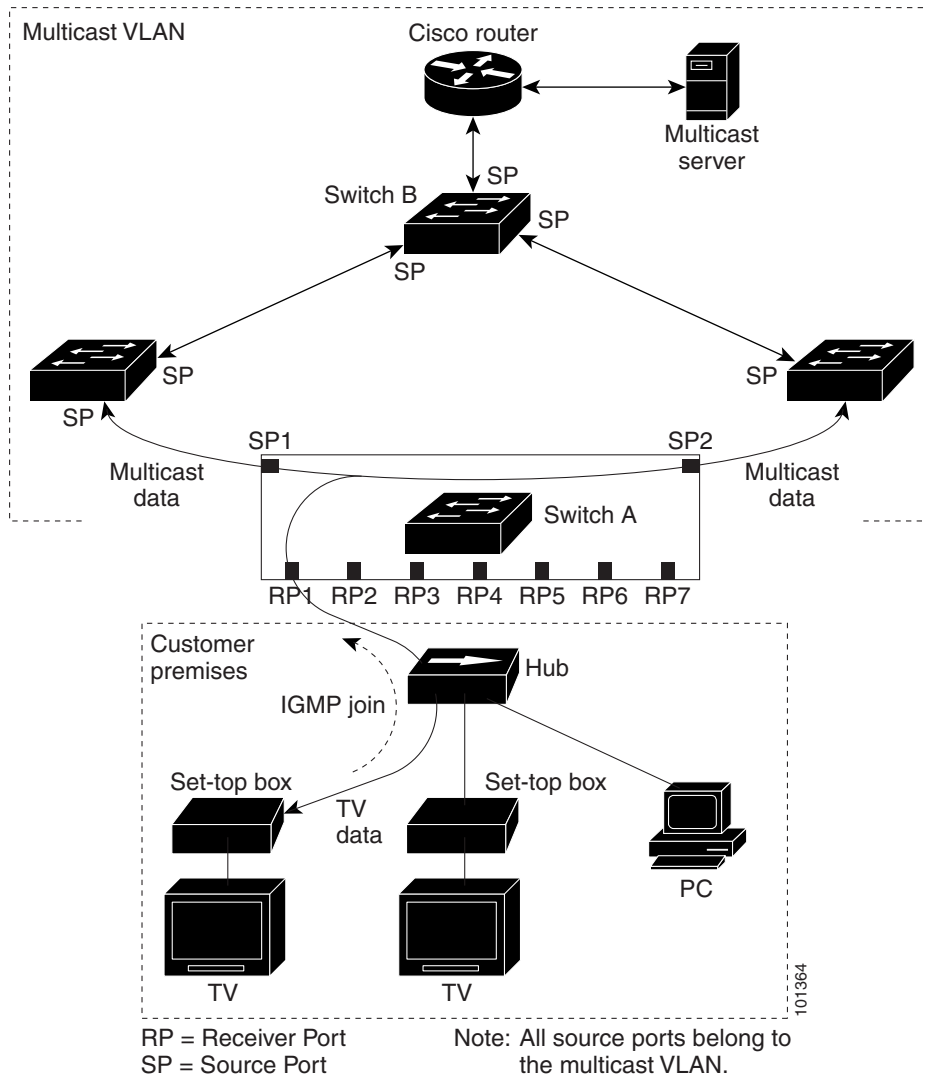 Multicast VLAN
Cisco router
Multicast
server
SP
Switch B
SP
SP
SP
SP
SP
SP1
SP2
Multicast
data
Multicast
data
Switch A
RP1 RP2 RP3 RP4 RP5 RP6 RP7
Customer
premises
Hub
IGMP join
Set-top box
TV
data
Set-top box
PC
TV
TV
101364
RP = Receiver Port
SP = Source Port
Note: All source ports belong to
the multicast VLAN.